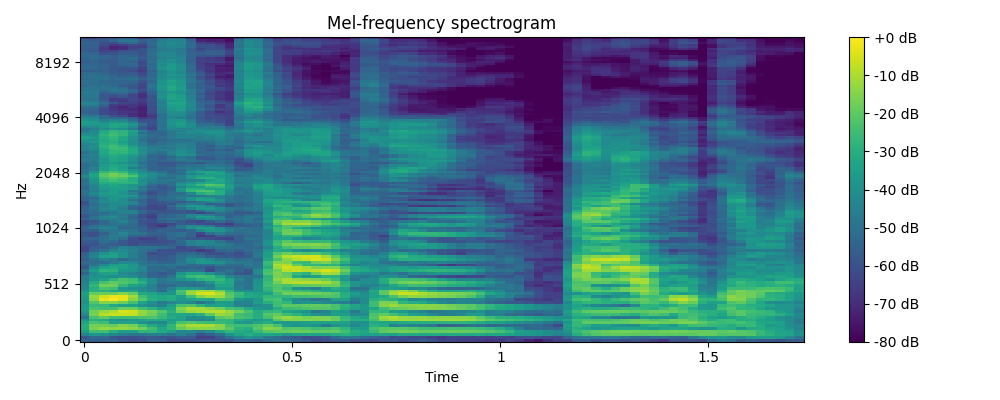 Mel-frequency spectrogram
Hz
8192
4096
2048
1024
512
0
0
0.5
1
1.5
Time
+0 dB
-10 dB
-20 dB
-30 dB
-40 dB
-50 dB
-60 dB
-70 dB
-80 dB